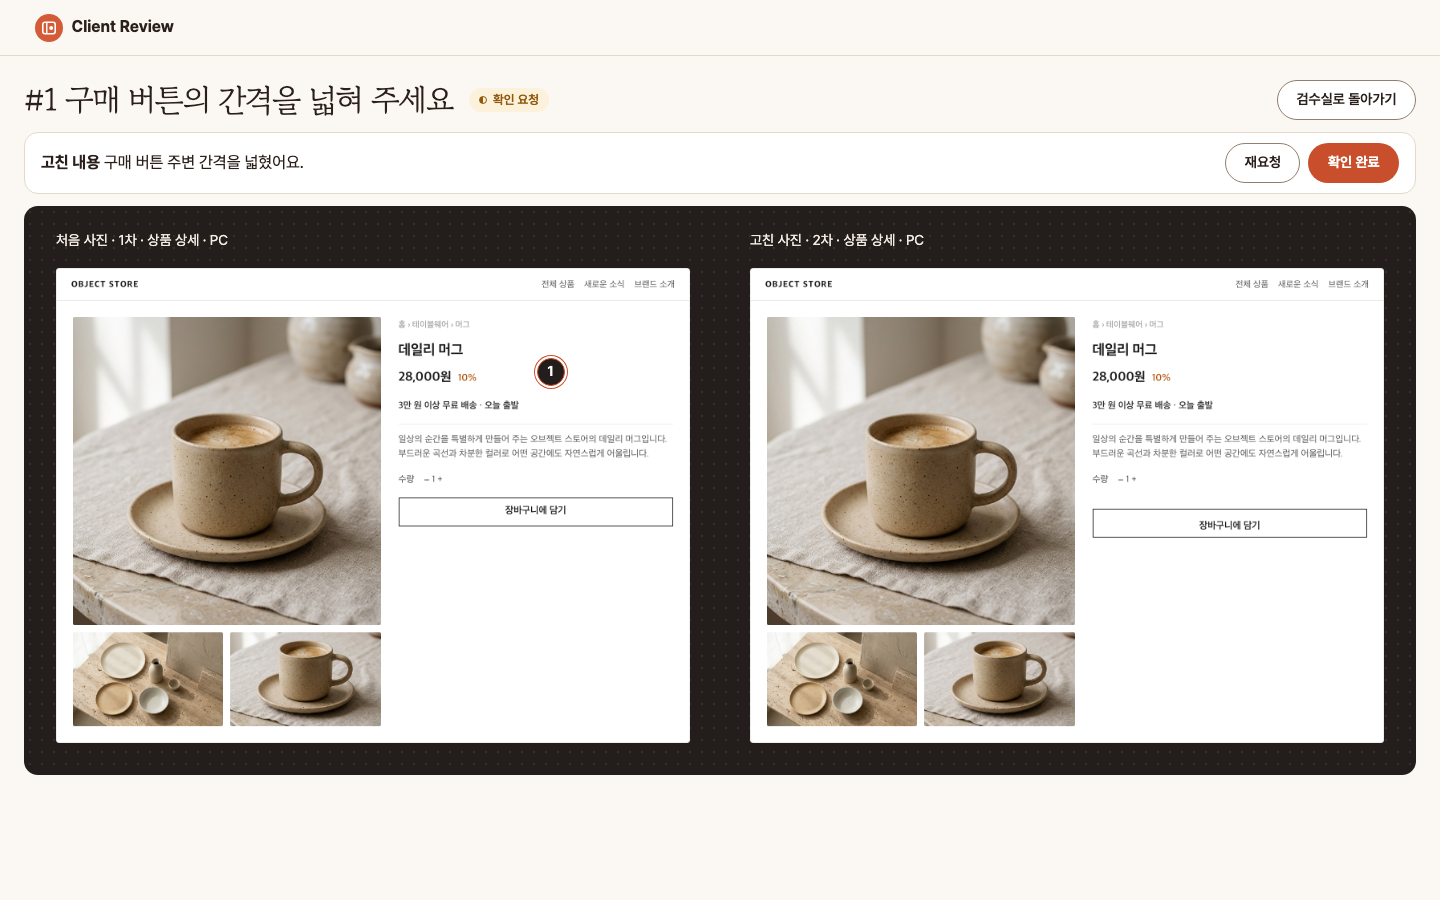 Client Review
#1 구매 버튼의 간격을 넓혀 주세요
확인 요청
검수실로 돌아가기
고친 내용 구매 버튼 주변 간격을 넓혔어요.
재요청
확인 완료
처음 사진 · 1차 · 상품 상세 · PC
OBJECT STORE
전체 상품 새로운 소식 브랜드 소개
홈 › 테이블웨어 › 머그
데일리 머그
28,000원 10%
1
3만 원 이상 무료 배송 · 오늘 출발
일상의 순간을 특별하게 만들어 주는 오브젝트 스토어의 데일리 머그입니다.
부드러운 곡선과 차분한 컬러로 어떤 공간에도 자연스럽게 어울립니다.
수량 − 1 +
장바구니에 담기
고친 사진 · 2차 · 상품 상세 · PC
OBJECT STORE
전체 상품 새로운 소식 브랜드 소개
홈 › 테이블웨어 › 머그
데일리 머그
28,000원 10%
3만 원 이상 무료 배송 · 오늘 출발
일상의 순간을 특별하게 만들어 주는 오브젝트 스토어의 데일리 머그입니다.
부드러운 곡선과 차분한 컬러로 어떤 공간에도 자연스럽게 어울립니다.
수량 − 1 +
장바구니에 담기